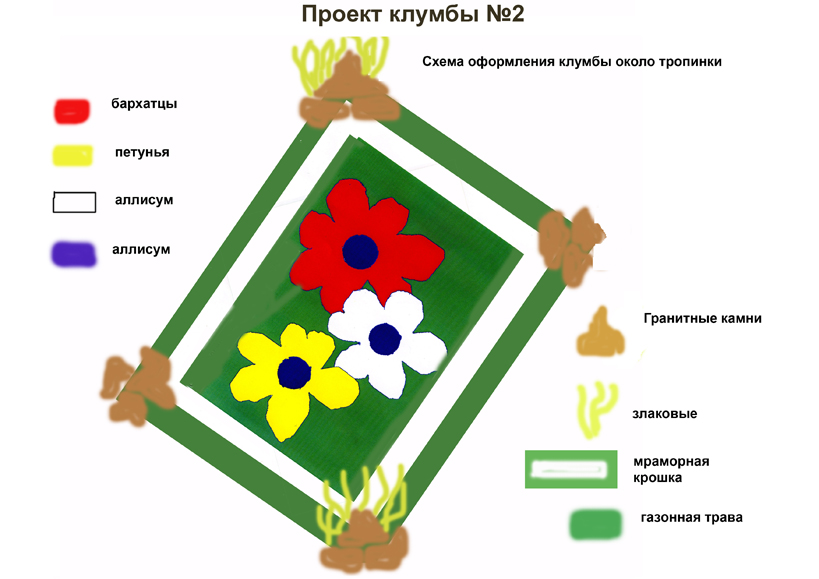 Проект клумбы №2
Схема оформления клумбы около тропинки
бархатцы
петунья
аллисум
аллисум
Гранитные камни
злаковые
мраморная
крошка
газонная трава